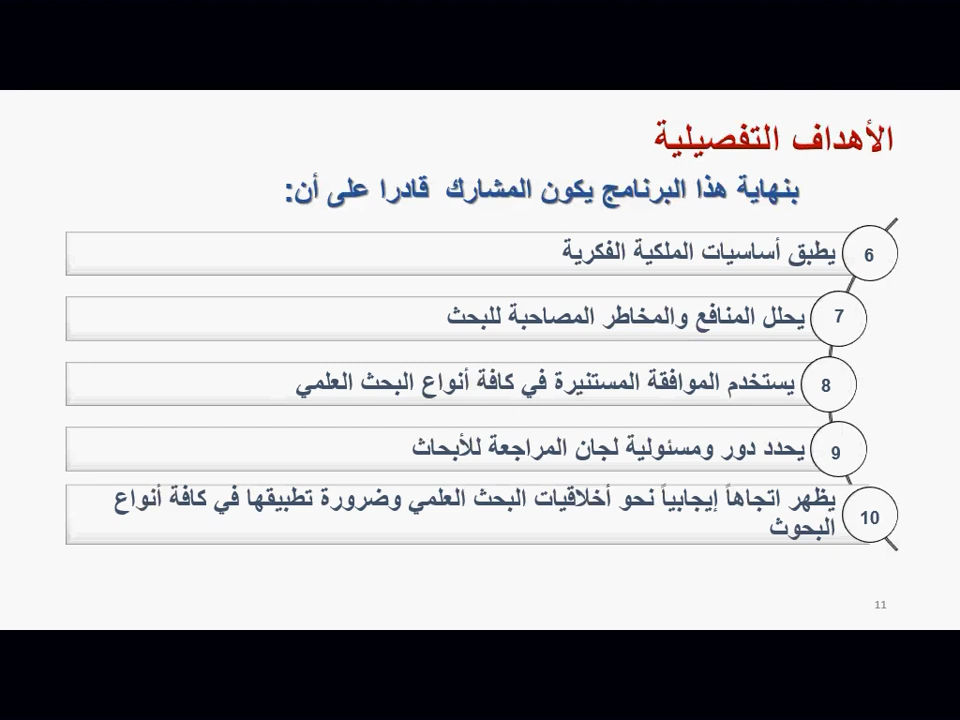 الأهداف التفصيلية
بنهاية هذا البرنامج يكون المشارك قادرا على أن:
6 يطبق أساسيات الملكية الفكرية
7 يحلل المنافع والمخاطر المصاحبة للبحث
8 يستخدم الموافقة المستنيرة في كافة أنواع البحث العلمي
9 يحدد دور ومسئولية لجان المراجعة للأبحاث
10 يظهر اتجاهاً إيجابياً نحو أخلاقيات البحث العلمي وضرورة تطبيقها في كافة أنواع
البحوث
11